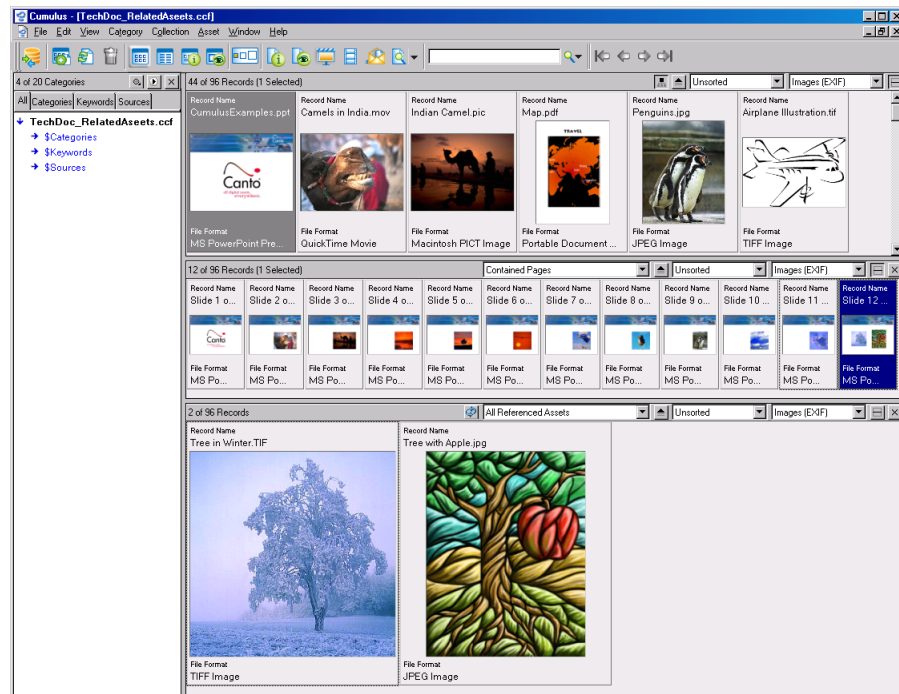 Cumulus - [TechDoc_RelatedAseets.ccf]
File Edit View Category Collection Asset Window Help
4 of 20 Categories
All Categories Keywords Sources
TechDoc_RelatedAseets.ccf
$Categories
$Keywords
$Sources
44 of 96 Records (1 Selected) Unsorted Images (EXIF)
Record Name Record Name Record Name Record Name Record Name Record Name
CumulusExamples.ppt Camels in India.mov Indian Camel.pic Map.pdf Penguins.jpg Airplane Illustration.tif
TRAVEL
Canto
File Format File Format File Format File Format File Format File Format
MS PowerPoint Pre... QuickTime Movie Macintosh PICT Image Portable Document ... JPEG Image TIFF Image
12 of 96 Records (1 Selected) Contained Pages Unsorted Images (EXIF)
Record Name Record Name Record Name Record Name Record Name Record Name Record Name Record Name Record Name Record Name Record Name Record Name
Slide 1 o... Slide 2 o... Slide 3 o... Slide 4 o... Slide 5 o... Slide 6 o... Slide 7 o... Slide 8 o... Slide 9 o... Slide 10 ... Slide 11 ... Slide 12 ...
Canto
File Format File Format File Format File Format File Format File Format File Format File Format File Format File Format File Format File Format
MS Po... MS Po... MS Po... MS Po... MS Po... MS Po... MS Po... MS Po... MS Po... MS Po... MS Po... MS Po...
2 of 96 Records All Referenced Assets Unsorted Images (EXIF)
Record Name Record Name
Tree in Winter.TIF Tree with Apple.jpg
File Format File Format
TIFF Image JPEG Image